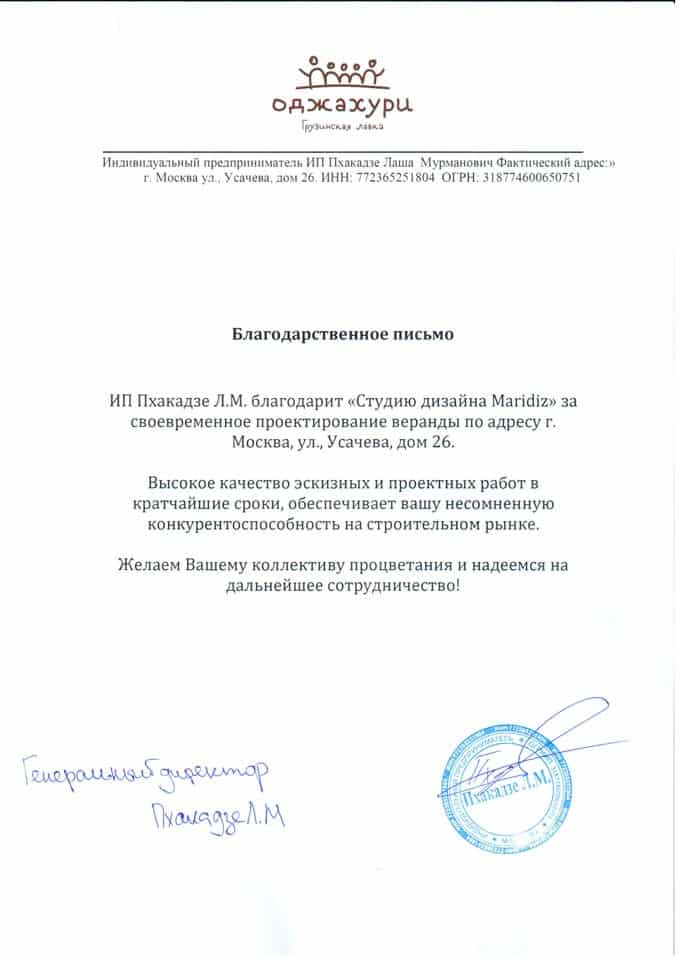 оджахури
Грузинская лавка
Индивидуальный предприниматель ИП Пхакадзе Лаша Мурманович Фактический адрес:»
г. Москва ул., Усачева, дом 26. ИНН: 772365251804 ОГРН: 318774600650751
Благодарственное письмо
ИП Пхакадзе Л.М. благодарит «Студию дизайна Maridiz» за
своевременное проектирование веранды по адресу г.
Москва, ул., Усачева, дом 26.
Высокое качество эскизных и проектных работ в
кратчайшие сроки, обеспечивает вашу несомненную
конкурентоспособность на строительном рынке.
Желаем Вашему коллективу процветания и надеемся на
дальнейшее сотрудничество!
Генеральный директор
Пхакадзе Л.М
Пхакадзе Л.М.